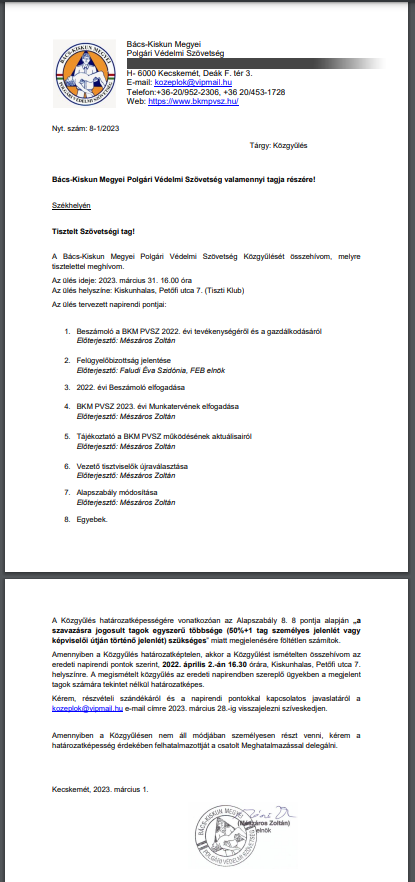 BÁCS-KISKUN MEGYEI
POLGÁRI VÉDELMI SZÖVETSÉG
Bács-Kiskun Megyei
Polgári Védelmi Szövetség
H- 6000 Kecskemét, Deák F. tér 3.
E-mail: kozeplok@vipmail.hu
Telefon:+36-20/952-2306, +36 20/453-1728
Web: https://www.bkmpvsz.hu/
Nyt. szám: 8-1/2023
Tárgy: Közgyűlés
Bács-Kiskun Megyei Polgári Védelmi Szövetség valamennyi tagja részére!
Székhelyén
Tisztelt Szövetségi tag!
A Bács-Kiskun Megyei Polgári Védelmi Szövetség Közgyűlését összehívom, melyre
tisztelettel meghívom.
Az ülés ideje: 2023. március 31. 16.00 óra
Az ülés helyszíne: Kiskunhalas, Petőfi utca 7. (Tiszti Klub)
Az ülés tervezett napirendi pontjai:
1. Beszámoló a BKM PVSZ 2022. évi tevékenységéről és a gazdálkodásáról
Előterjesztő: Mészáros Zoltán
2. Felügyelőbizottság jelentése
Előterjesztő: Faludi Éva Szidónia, FEB elnök
3. 2022. évi Beszámoló elfogadása
4. BKM PVSZ 2023. évi Munkatervének elfogadása
Előterjesztő: Mészáros Zoltán
5. Tájékoztató a BKM PVSZ működésének aktuálisairól
Előterjesztő: Mészáros Zoltán
6. Vezető tisztviselők újraválasztása
Előterjesztő: Mészáros Zoltán
7. Alapszabály módosítása
Előterjesztő: Mészáros Zoltán
8. Egyebek.
A Közgyűlés határozatképességére vonatkozóan az Alapszabály 8. 8 pontja alapján „a
szavazásra jogosult tagok egyszerű többsége (50%+1 tag személyes jelenlét vagy
képviselői útján történő jelenlét) szükséges" miatt megjelenésére föltétlen számítok.
Amennyiben a Közgyűlés határozatképtelen, akkor a Közgyűlést ismételten összehívom az
eredeti napirendi pontok szerint, 2022. április 2.-án 16.30 órára, Kiskunhalas, Petőfi utca 7.
helyszínre. A megismételt közgyűlés az eredeti napirendben szereplő ügyekben a megjelent
tagok számára tekintet nélkül határozatképes.
Kérem, részvételi szándékáról és a napirendi pontokkal kapcsolatos javaslatáról a
kozeplok@vipmail.hu e-mail címre 2023. március 28.-ig visszajelezni szíveskedjen.
Amennyiben a Közgyűlésen nem áll módjában személyesen részt venni, kérem a
határozatképesség érdekében felhatalmazottját a csatolt Meghatalmazással delegálni.
Kecskemét, 2023. március 1.
(Mészáros Zoltán)
elnök
BÁCS-KISKUN MEGYEI
POLGÁRI VÉDELMI SZÖVETSÉG